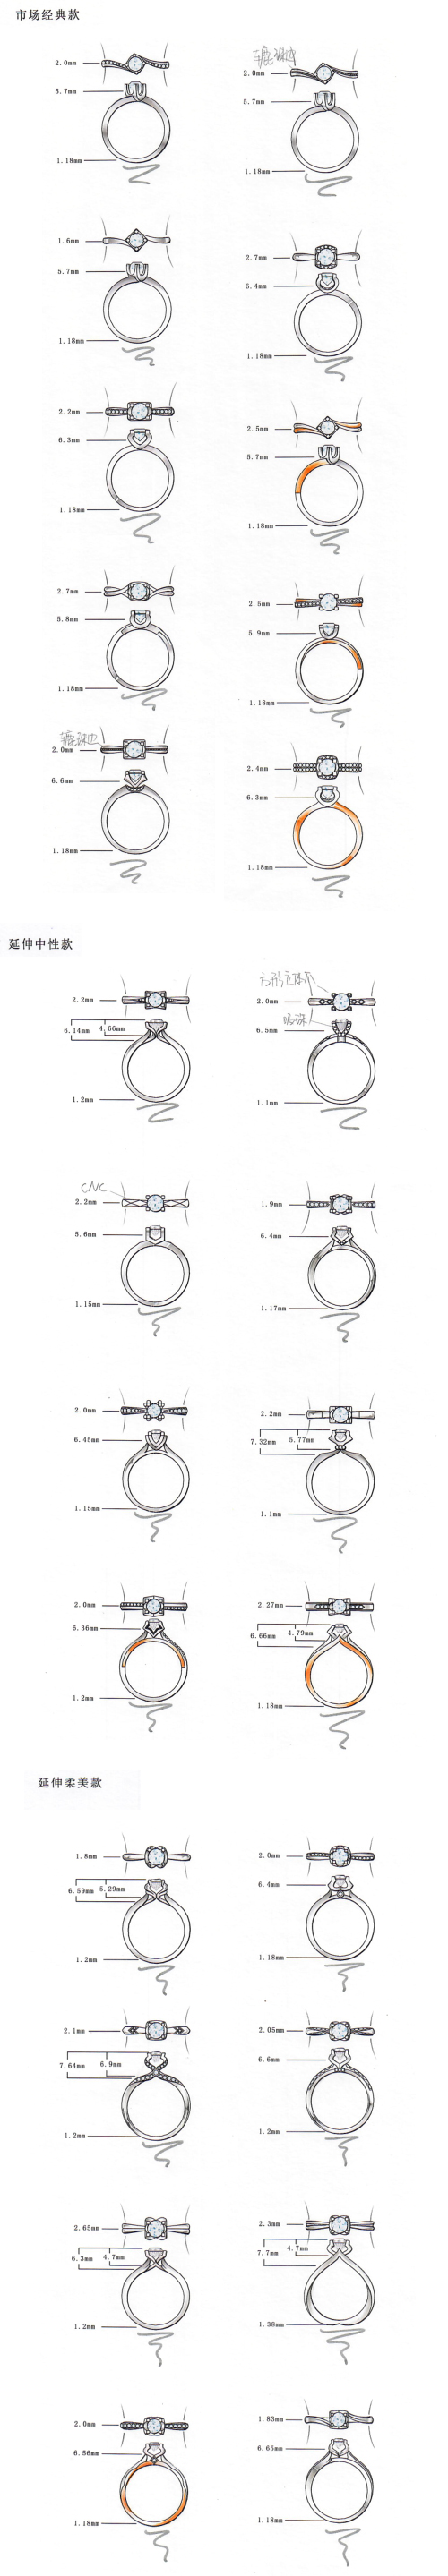 市场经典款
2.0mm
5.7mm
1.18mm
辘珠边
2.0mm
5.7mm
1.18mm
1.6mm
5.7mm
1.18mm
2.7mm
6.4mm
1.18mm
2.2mm
6.3mm
1.18mm
2.5mm
5.7mm
1.18mm
2.7mm
5.8mm
1.18mm
2.5mm
5.9mm
1.18mm
辘珠边
2.0mm
6.6mm
1.18mm
2.4mm
6.3mm
1.18mm
延伸中性款
2.2mm
6.14mm 4.66mm
1.2mm
2.0mm
6.5mm
1.1mm
CNC
2.2mm
5.6mm
1.15mm
1.9mm
6.4mm
1.17mm
2.0mm
6.45mm
1.15mm
2.2mm
7.32mm 5.77mm
1.1mm
2.0mm
6.36mm
1.2mm
2.27mm
6.66mm 4.79mm
1.18mm
延伸柔美款
1.8mm
6.59mm 5.29mm
1.2mm
2.0mm
6.4mm
1.18mm
2.1mm
7.64mm 6.9mm
1.2mm
2.05mm
6.6mm
1.2mm
2.65mm
6.3mm 4.7mm
1.2mm
2.3mm
7.7mm 4.7mm
1.38mm
2.0mm
6.56mm
1.18mm
1.83mm
6.65mm
1.18mm